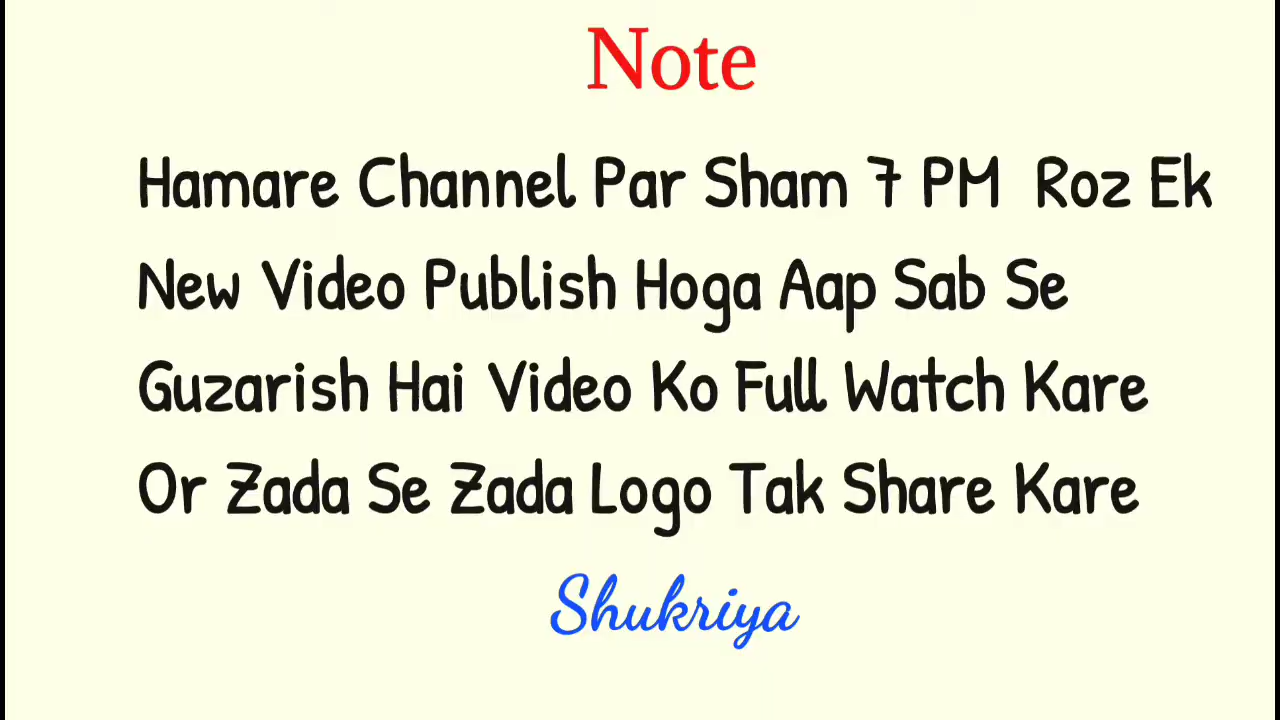 Note
Hamare Channel Par Sham 7 PM Roz Ek
New Video Publish Hoga Aap Sab Se
Guzarish Hai Video Ko Full Watch Kare
Or Zada Se Zada Logo Tak Share Kare
Shukriya